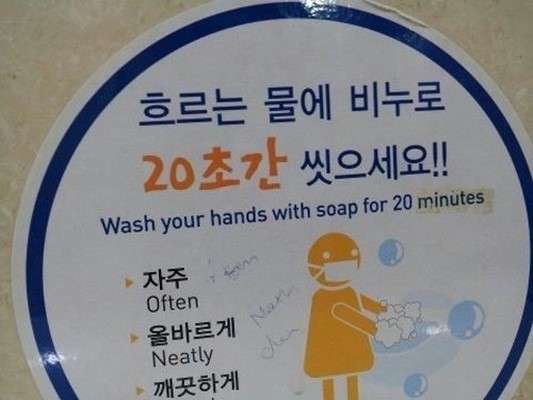 흐르는 물에 비누로
20초간 씻으세요!!
Wash your hands with soap for 20 minutes
▸ 자주
Often
▸ 올바르게
Neatly
▸ 깨끗하게